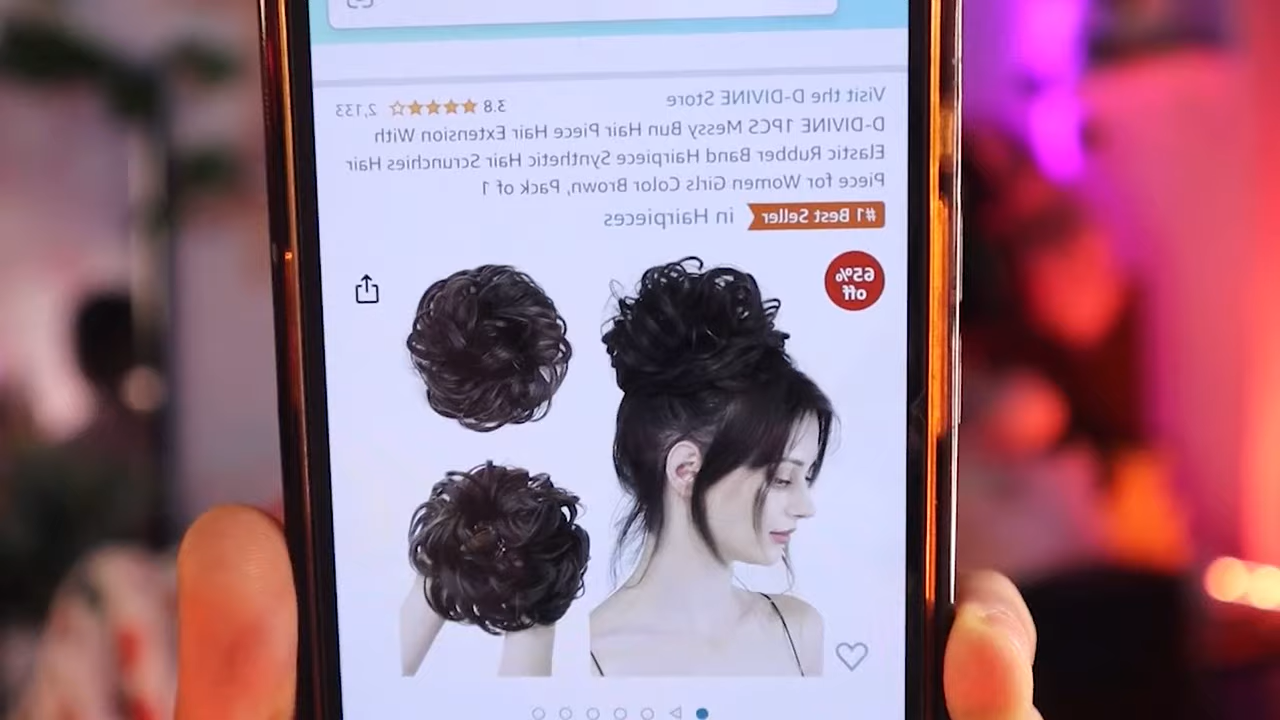 Visit the D-DIVINE Store 3.8 2,133
D-DIVINE 1PCS Messy Bun Hair Piece Hair Extension With
Elastic Rubber Band Hairpiece Synthetic Hair Scrunchies Hair
Piece for Women Girls Color Brown, Pack of 1
#1 Best Seller in Hairpieces
65%
off